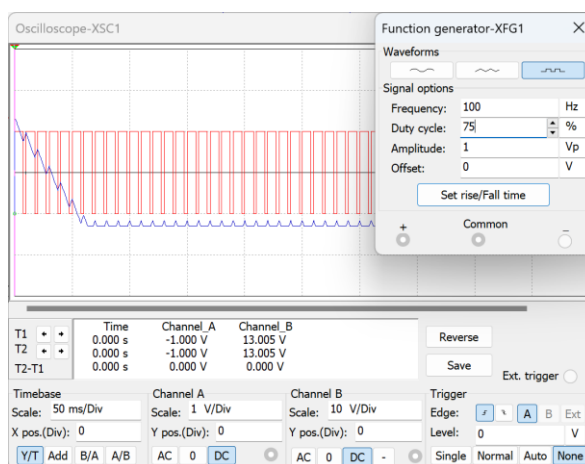 Oscilloscope-XSC1
Function generator-XFG1
Waveforms
Signal options
Frequency: 100 Hz
Duty cycle: 75 %
Amplitude: 1 Vp
Offset: 0 V
Set rise/Fall time
+ Common −
Time Channel_A Channel_B
T1 0.000 s -1.000 V 13.005 V
T2 0.000 s -1.000 V 13.005 V
T2-T1 0.000 s 0.000 V 0.000 V
Reverse
Save
Ext. trigger
Timebase
Scale: 50 ms/Div
X pos.(Div): 0
Y/T Add B/A A/B
Channel A
Scale: 1 V/Div
Y pos.(Div): 0
AC 0 DC
Channel B
Scale: 10 V/Div
Y pos.(Div): 0
AC 0 DC -
Trigger
Edge: A B Ext
Level: 0 V
Single Normal Auto None